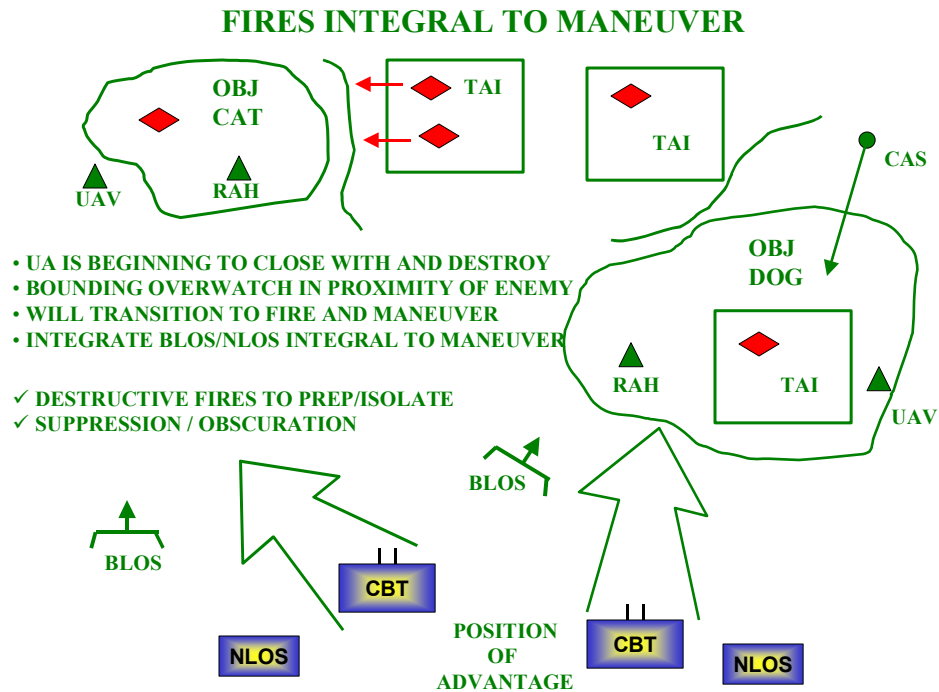 FIRES INTEGRAL TO MANEUVER
OBJ
CAT
TAI
TAI
CAS
UAV
RAH
• UA IS BEGINNING TO CLOSE WITH AND DESTROY
• BOUNDING OVERWATCH IN PROXIMITY OF ENEMY
• WILL TRANSITION TO FIRE AND MANEUVER
• INTEGRATE BLOS/NLOS INTEGRAL TO MANEUVER
✓ DESTRUCTIVE FIRES TO PREP/ISOLATE
✓ SUPPRESSION / OBSCURATION
OBJ
DOG
RAH
TAI
UAV
BLOS
BLOS
CBT
NLOS
POSITION
OF
ADVANTAGE
CBT
NLOS